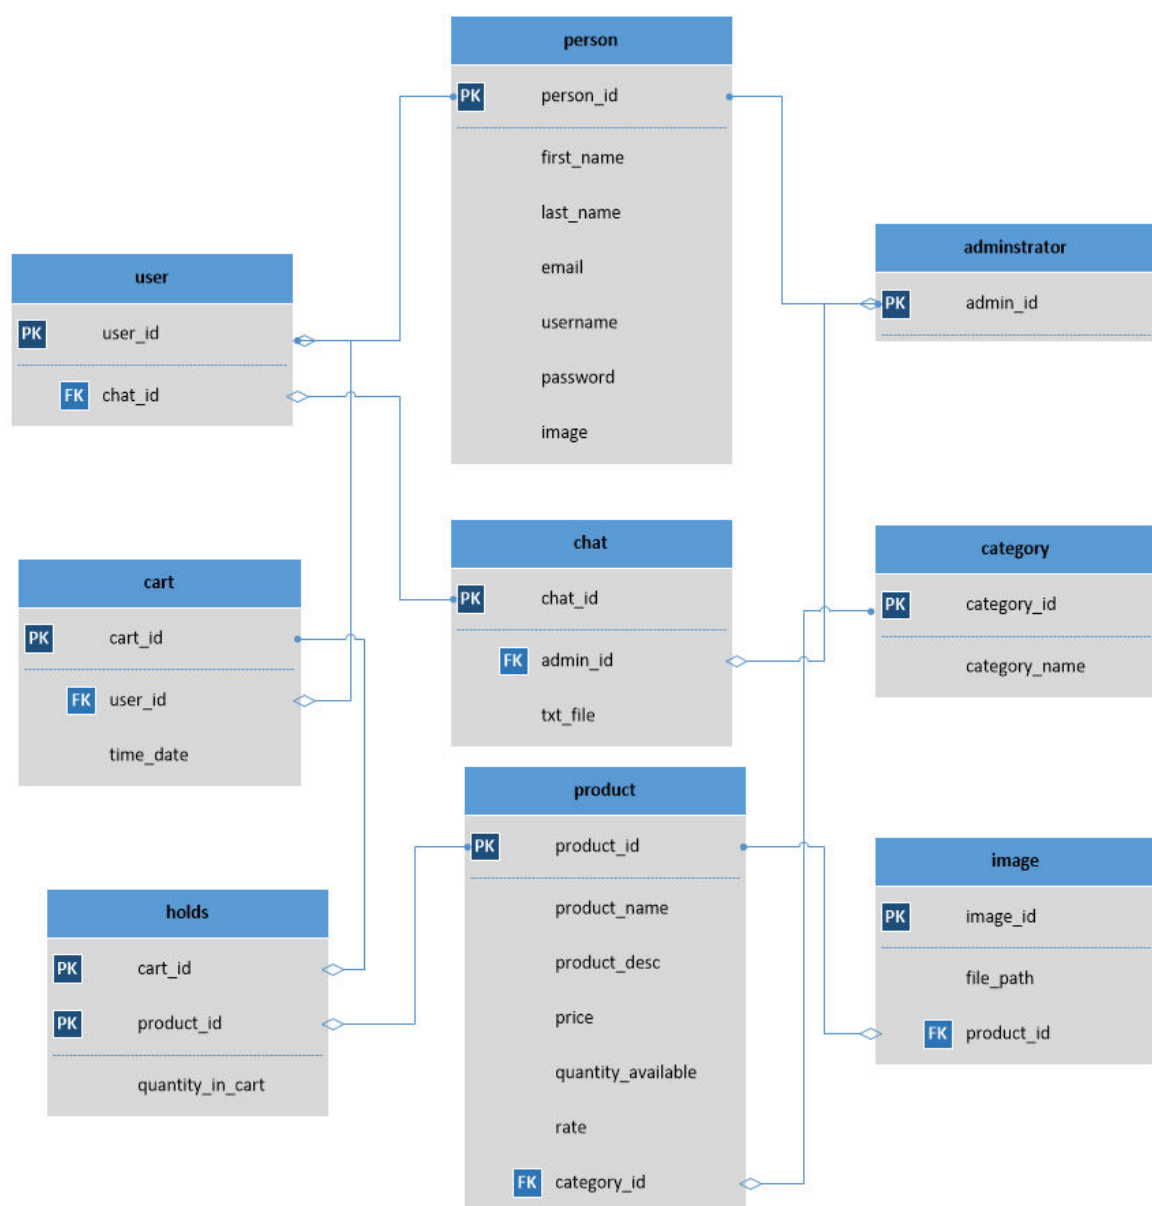 person
PK person_id
first_name
last_name
email
username
password
image
user
PK user_id
FK chat_id
adminstrator
PK admin_id
chat
PK chat_id
FK admin_id
txt_file
category
PK category_id
category_name
cart
PK cart_id
FK user_id
time_date
product
PK product_id
product_name
product_desc
price
quantity_available
rate
FK category_id
image
PK image_id
file_path
FK product_id
holds
PK cart_id
PK product_id
quantity_in_cart